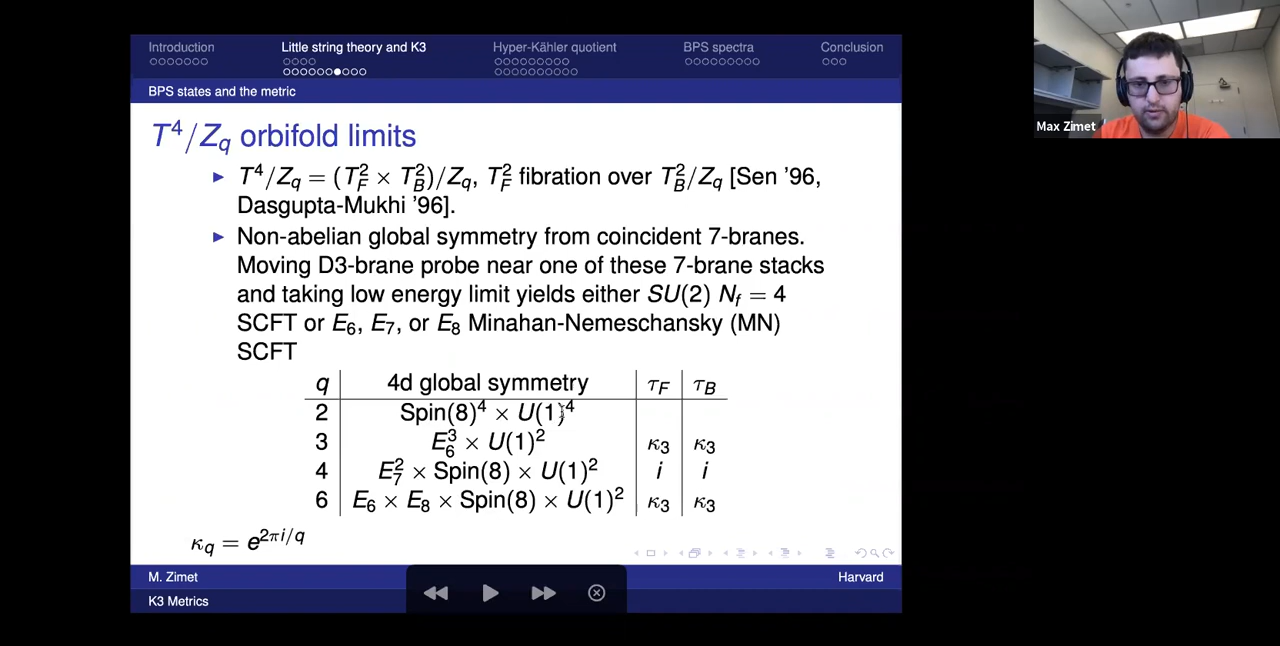 Introduction Little string theory and K3 Hyper-Kähler quotient BPS spectra Conclusion
BPS states and the metric
T⁴/Z_q orbifold limits
T⁴/Z_q = (T²_F × T²_B)/Z_q, T²_F fibration over T²_B/Z_q [Sen '96,
Dasgupta-Mukhi '96].
Non-abelian global symmetry from coincident 7-branes.
Moving D3-brane probe near one of these 7-brane stacks
and taking low energy limit yields either SU(2) N_f = 4
SCFT or E₆, E₇, or E₈ Minahan-Nemeschansky (MN)
SCFT
q 4d global symmetry τ_F τ_B
2 Spin(8)⁴ × U(1)⁴
3 E₆³ × U(1)² κ₃ κ₃
4 E₇² × Spin(8) × U(1)² i i
6 E₆ × E₈ × Spin(8) × U(1)² κ₃ κ₃
κ_q = e^{2πi/q}
M. Zimet Harvard
K3 Metrics
Max Zimet